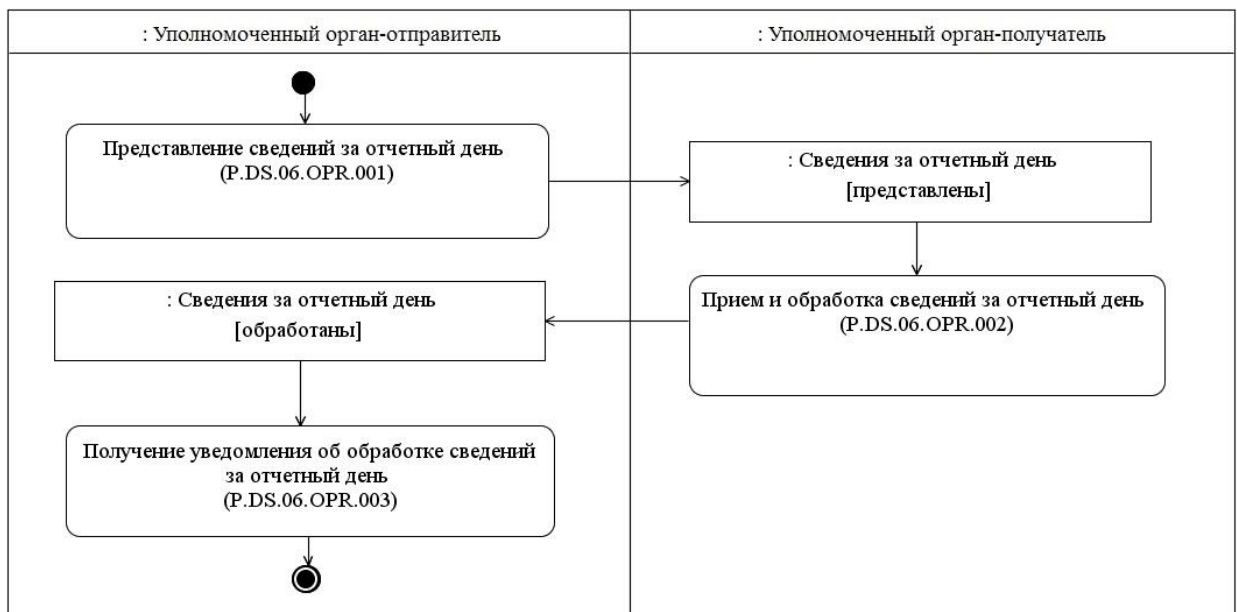 : Уполномоченный орган-отправитель
: Уполномоченный орган-получатель
Представление сведений за отчетный день
(P.DS.06.OPR.001)
: Сведения за отчетный день
[представлены]
Прием и обработка сведений за отчетный день
(P.DS.06.OPR.002)
: Сведения за отчетный день
[обработаны]
Получение уведомления об обработке сведений
за отчетный день
(P.DS.06.OPR.003)